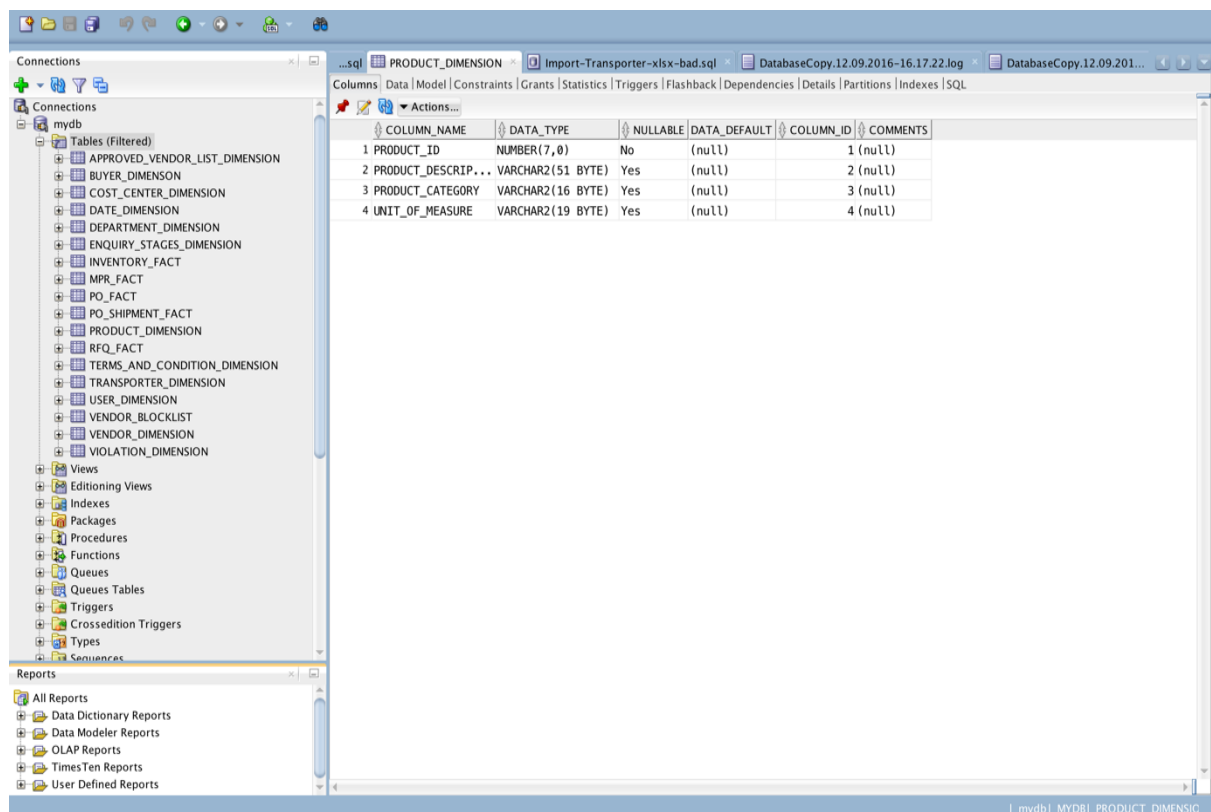 SQL
Connections
...sql PRODUCT_DIMENSION Import-Transporter-xlsx-bad.sql DatabaseCopy.12.09.2016-16.17.22.log DatabaseCopy.12.09.201...
Columns Data Model Constraints Grants Statistics Triggers Flashback Dependencies Details Partitions Indexes SQL
Actions...
Connections
mydb
Tables (Filtered)
APPROVED_VENDOR_LIST_DIMENSION
BUYER_DIMENSON
COST_CENTER_DIMENSION
DATE_DIMENSION
DEPARTMENT_DIMENSION
ENQUIRY_STAGES_DIMENSION
INVENTORY_FACT
MPR_FACT
PO_FACT
PO_SHIPMENT_FACT
PRODUCT_DIMENSION
RFQ_FACT
TERMS_AND_CONDITION_DIMENSION
TRANSPORTER_DIMENSION
USER_DIMENSION
VENDOR_BLOCKLIST
VENDOR_DIMENSION
VIOLATION_DIMENSION
Views
Editioning Views
Indexes
Packages
Procedures
Functions
Queues
Queues Tables
Triggers
Crossedition Triggers
Types
Sequences
COLUMN_NAME DATA_TYPE NULLABLE DATA_DEFAULT COLUMN_ID COMMENTS
1 PRODUCT_ID NUMBER(7,0) No (null) 1 (null)
2 PRODUCT_DESCRIP... VARCHAR2(51 BYTE) Yes (null) 2 (null)
3 PRODUCT_CATEGORY VARCHAR2(16 BYTE) Yes (null) 3 (null)
4 UNIT_OF_MEASURE VARCHAR2(19 BYTE) Yes (null) 4 (null)
Reports
All Reports
Data Dictionary Reports
Data Modeler Reports
OLAP Reports
TimesTen Reports
User Defined Reports
| mydb| MYDB| PRODUCT_DIMENSIO